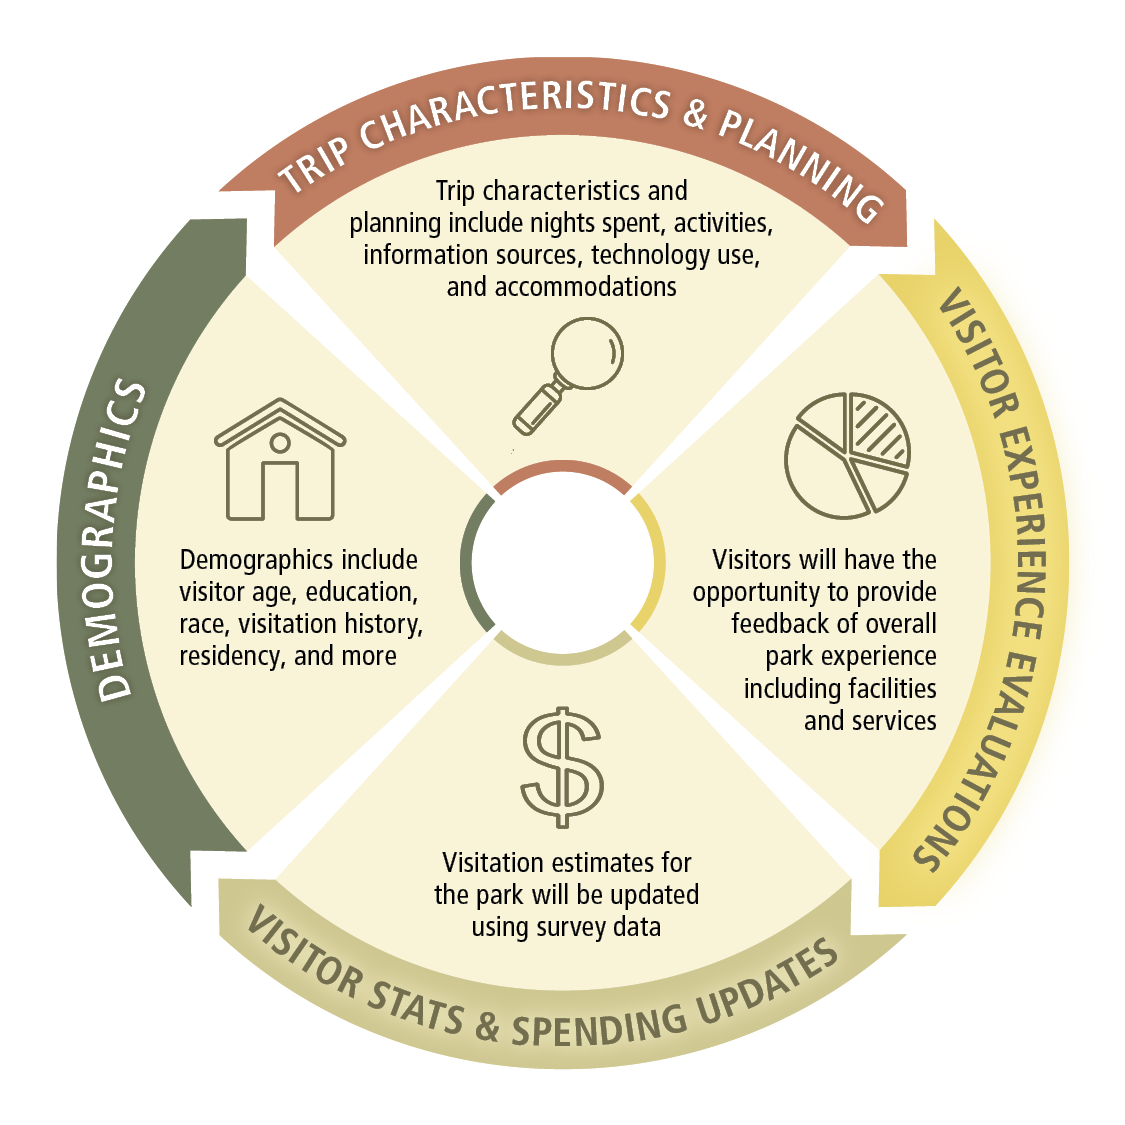 TRIP CHARACTERISTICS & PLANNING
Trip characteristics and
planning include nights spent, activities,
information sources, technology use,
and accommodations
VISITOR EXPERIENCE EVALUATIONS
Visitors will have the
opportunity to provide
feedback of overall
park experience
including facilities
and services
VISITOR STATS & SPENDING UPDATES
Visitation estimates for
the park will be updated
using survey data
DEMOGRAPHICS
Demographics include
visitor age, education,
race, visitation history,
residency, and more